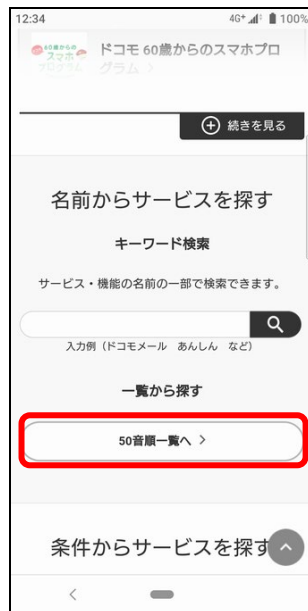 12:34 4G+ 100%
60歳からの
スマホ
プログラム
ドコモ 60歳からのスマホプロ
グラム >
続きを見る
名前からサービスを探す
キーワード検索
サービス・機能の名前の一部で検索できます。
入力例（ドコモメール　あんしん　など）
一覧から探す
50音順一覧へ >
条件からサービスを探す